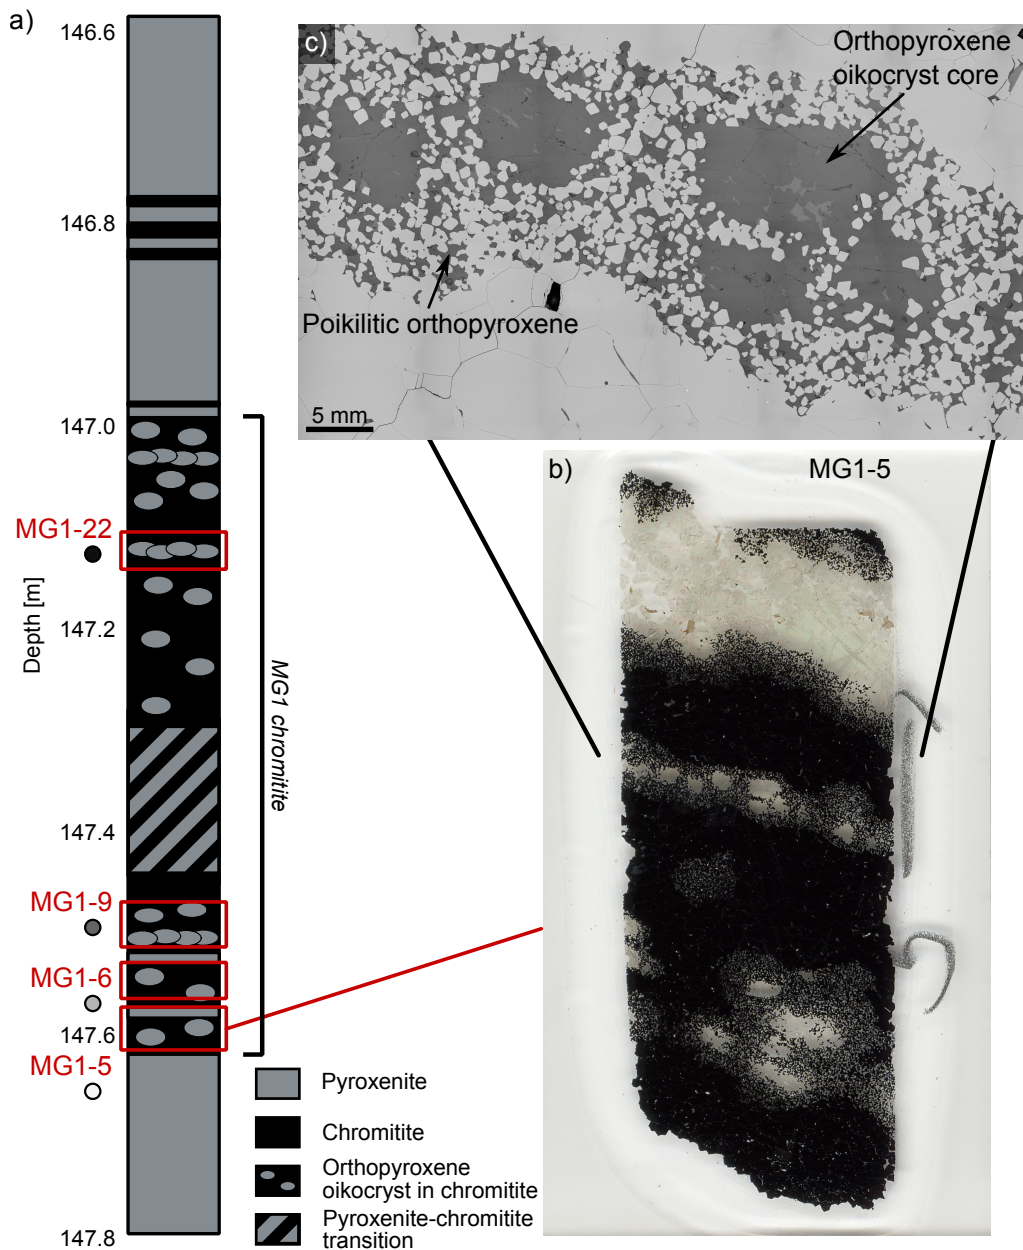 a)
146.6
146.8
147.0
MG1-22
147.2
Depth [m]
147.4
MG1-9
MG1-6
147.6
MG1-5
147.8
MG1 chromitite
Pyroxenite
Chromitite
Orthopyroxene
oikocryst in chromitite
Pyroxenite-chromitite
transition
c)
Orthopyroxene
oikocryst core
Poikilitic orthopyroxene
5 mm
b)
MG1-5